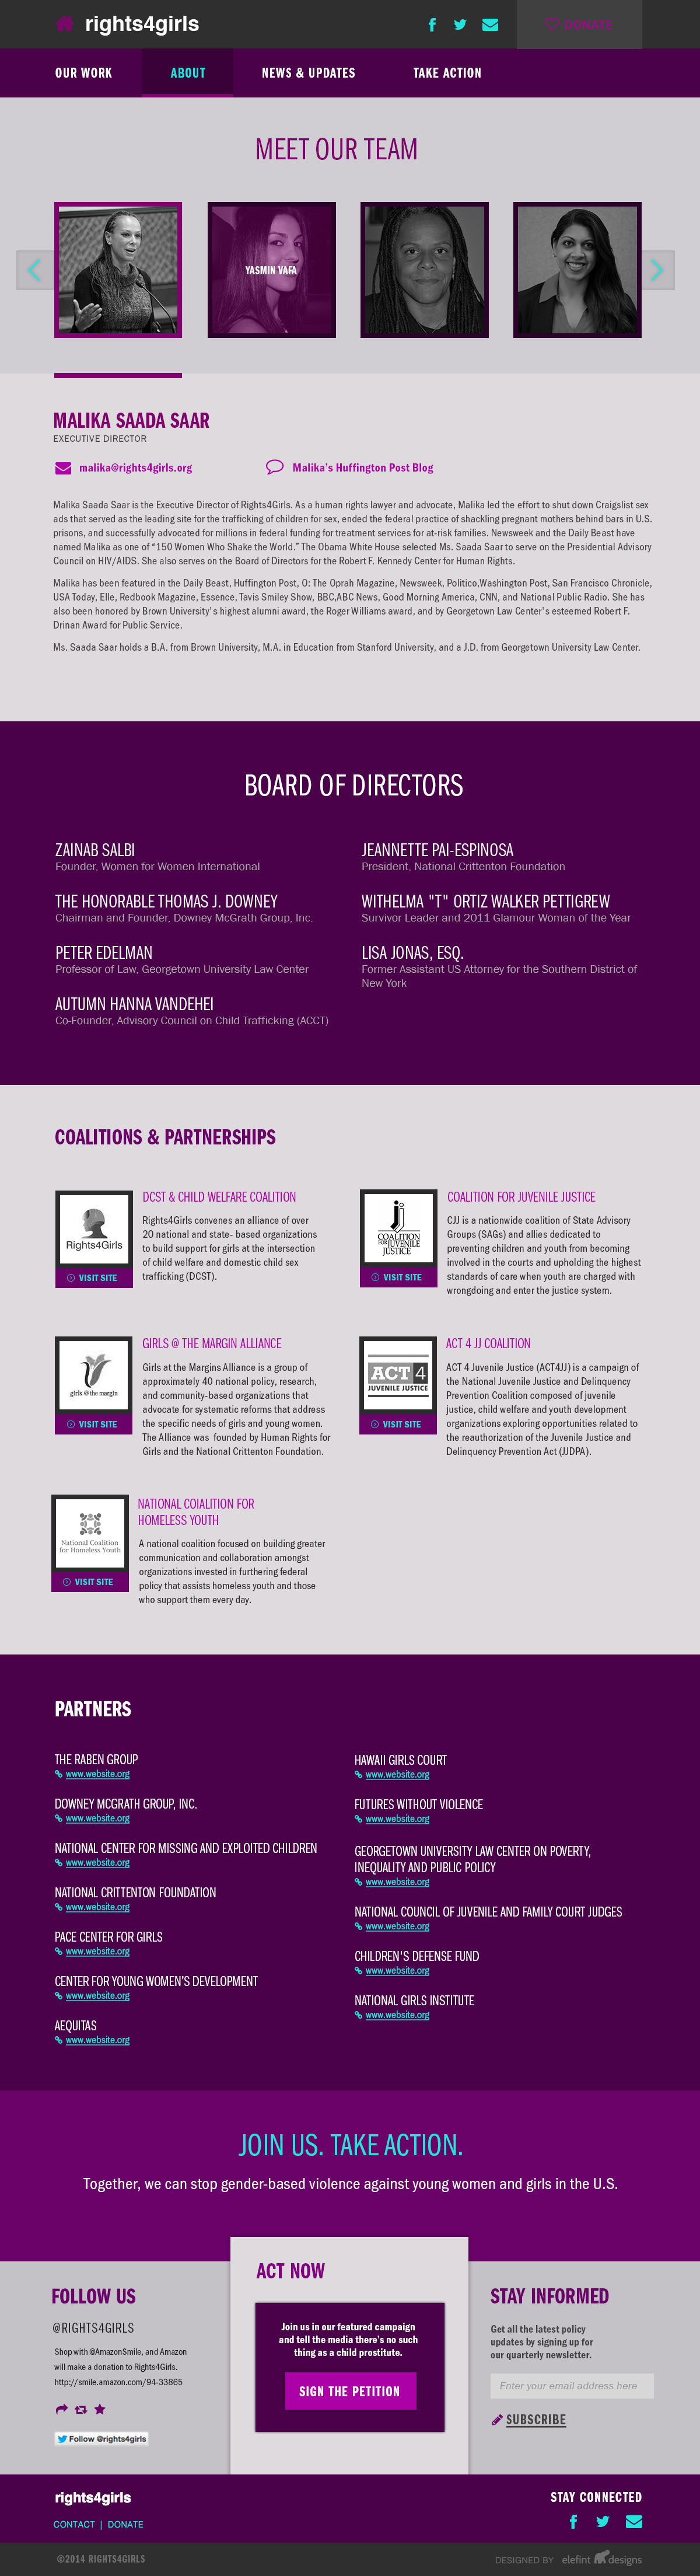 rights4girls
DONATE
OUR WORK
ABOUT
NEWS & UPDATES
TAKE ACTION
MEET OUR TEAM
YASMIN VAFA
MALIKA SAADA SAAR
EXECUTIVE DIRECTOR
malika@rights4girls.org
Malika's Huffington Post Blog
Malika Saada Saar is the Executive Director of Rights4Girls. As a human rights lawyer and advocate, Malika led the effort to shut down Craigslist sex
ads that served as the leading site for the trafficking of children for sex, ended the federal practice of shackling pregnant mothers behind bars in U.S.
prisons, and successfully advocated for millions in federal funding for treatment services for at-risk families. Newsweek and the Daily Beast have
named Malika as one of "150 Women Who Shake the World." The Obama White House selected Ms. Saada Saar to serve on the Presidential Advisory
Council on HIV/AIDS. She also serves on the Board of Directors for the Robert F. Kennedy Center for Human Rights.
Malika has been featured in the Daily Beast, Huffington Post, O: The Oprah Magazine, Newsweek, Politico,Washington Post, San Francisco Chronicle,
USA Today, Elle, Redbook Magazine, Essence, Tavis Smiley Show, BBC,ABC News, Good Morning America, CNN, and National Public Radio. She has
also been honored by Brown University's highest alumni award, the Roger Williams award, and by Georgetown Law Center's esteemed Robert F.
Drinan Award for Public Service.
Ms. Saada Saar holds a B.A. from Brown University, M.A. in Education from Stanford University, and a J.D. from Georgetown University Law Center.
BOARD OF DIRECTORS
ZAINAB SALBI
Founder, Women for Women International
THE HONORABLE THOMAS J. DOWNEY
Chairman and Founder, Downey McGrath Group, Inc.
PETER EDELMAN
Professor of Law, Georgetown University Law Center
AUTUMN HANNA VANDEHEI
Co-Founder, Advisory Council on Child Trafficking (ACCT)
JEANNETTE PAI-ESPINOSA
President, National Crittenton Foundation
WITHELMA "T" ORTIZ WALKER PETTIGREW
Survivor Leader and 2011 Glamour Woman of the Year
LISA JONAS, ESQ.
Former Assistant US Attorney for the Southern District of
New York
COALITIONS & PARTNERSHIPS
Rights4Girls
VISIT SITE
DCST & CHILD WELFARE COALITION
Rights4Girls convenes an alliance of over
20 national and state- based organizations
to build support for girls at the intersection
of child welfare and domestic child sex
trafficking (DCST).
COALITION
FOR JUVENILE
JUSTICE
VISIT SITE
COALITION FOR JUVENILE JUSTICE
CJJ is a nationwide coalition of State Advisory
Groups (SAGs) and allies dedicated to
preventing children and youth from becoming
involved in the courts and upholding the highest
standards of care when youth are charged with
wrongdoing and enter the justice system.
girls @ the margin
VISIT SITE
GIRLS @ THE MARGIN ALLIANCE
Girls at the Margins Alliance is a group of
approximately 40 national policy, research,
and community-based organizations that
advocate for systematic reforms that address
the specific needs of girls and young women.
The Alliance was founded by Human Rights for
Girls and the National Crittenton Foundation.
ACT 4
JUVENILE JUSTICE
VISIT SITE
ACT 4 JJ COALITION
ACT 4 Juvenile Justice (ACT4JJ) is a campaign of
the National Juvenile Justice and Delinquency
Prevention Coalition composed of juvenile
justice, child welfare and youth development
organizations exploring opportunities related to
the reauthorization of the Juvenile Justice and
Delinquency Prevention Act (JJDPA).
National Coalition
for Homeless Youth
VISIT SITE
NATIONAL COIALITION FOR
HOMELESS YOUTH
A national coalition focused on building greater
communication and collaboration amongst
organizations invested in furthering federal
policy that assists homeless youth and those
who support them every day.
PARTNERS
THE RABEN GROUP
www.website.org
DOWNEY MCGRATH GROUP, INC.
www.website.org
NATIONAL CENTER FOR MISSING AND EXPLOITED CHILDREN
www.website.org
NATIONAL CRITTENTON FOUNDATION
www.website.org
PACE CENTER FOR GIRLS
www.website.org
CENTER FOR YOUNG WOMEN'S DEVELOPMENT
www.website.org
AEQUITAS
www.website.org
HAWAII GIRLS COURT
www.website.org
FUTURES WITHOUT VIOLENCE
www.website.org
GEORGETOWN UNIVERSITY LAW CENTER ON POVERTY,
INEQUALITY AND PUBLIC POLICY
www.website.org
NATIONAL COUNCIL OF JUVENILE AND FAMILY COURT JUDGES
www.website.org
CHILDREN'S DEFENSE FUND
www.website.org
NATIONAL GIRLS INSTITUTE
www.website.org
JOIN US. TAKE ACTION.
Together, we can stop gender-based violence against young women and girls in the U.S.
FOLLOW US
@RIGHTS4GIRLS
Shop with @AmazonSmile, and Amazon
will make a donation to Rights4Girls.
http://smile.amazon.com/94-33865
Follow @rights4girls
ACT NOW
Join us in our featured campaign
and tell the media there's no such
thing as a child prostitute.
SIGN THE PETITION
STAY INFORMED
Get all the latest policy
updates by signing up for
our quarterly newsletter.
Enter your email address here
SUBSCRIBE
rights4girls
CONTACT | DONATE
STAY CONNECTED
©2014 RIGHTS4GIRLS
DESIGNED BY elefint designs